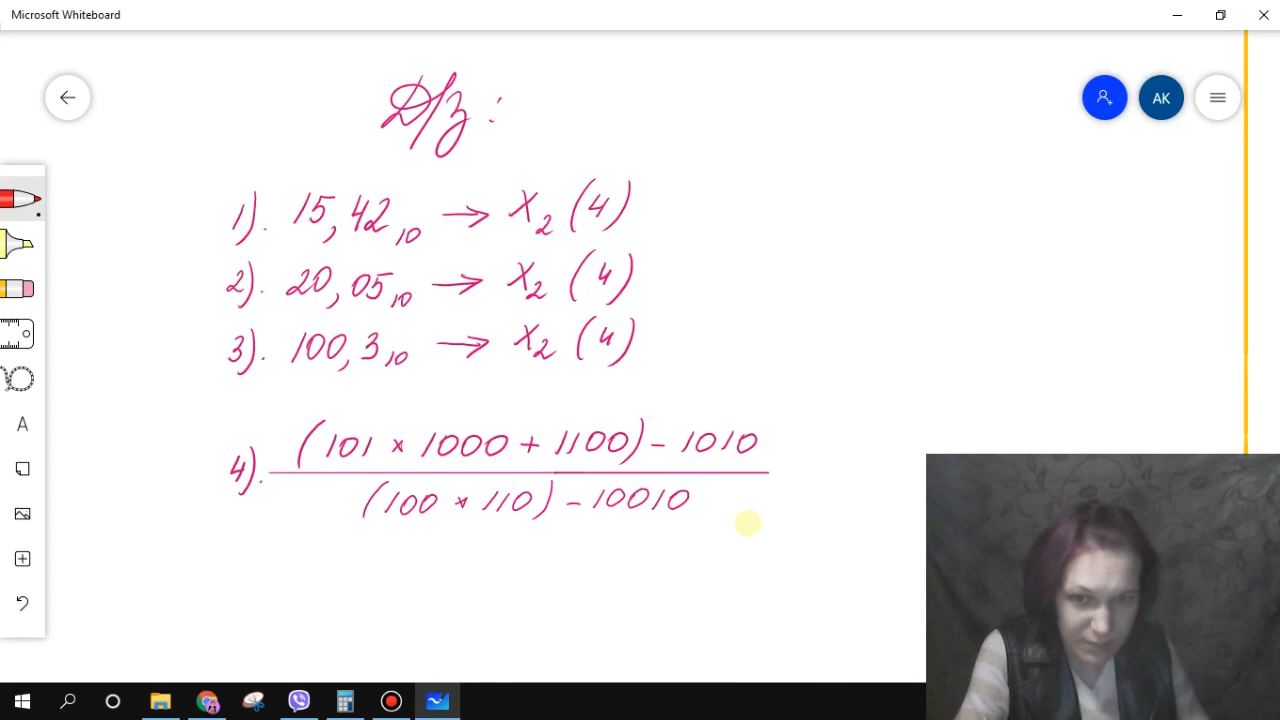 Microsoft Whiteboard
Д/з :
AK
1). 15,42₁₀ → X₂ (4)
2). 20,05₁₀ → X₂ (4)
3). 100,3₁₀ → X₂ (4)
A
4). (101 × 1000 + 1100) – 1010
(100 × 110) – 10010